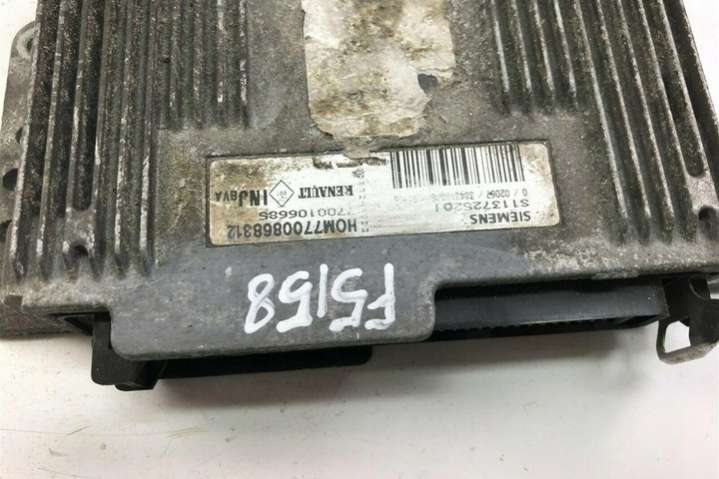 SIEMENS
S113725201
HOM7700868312
7700106685
RENAULT
INJ BVA
F5158